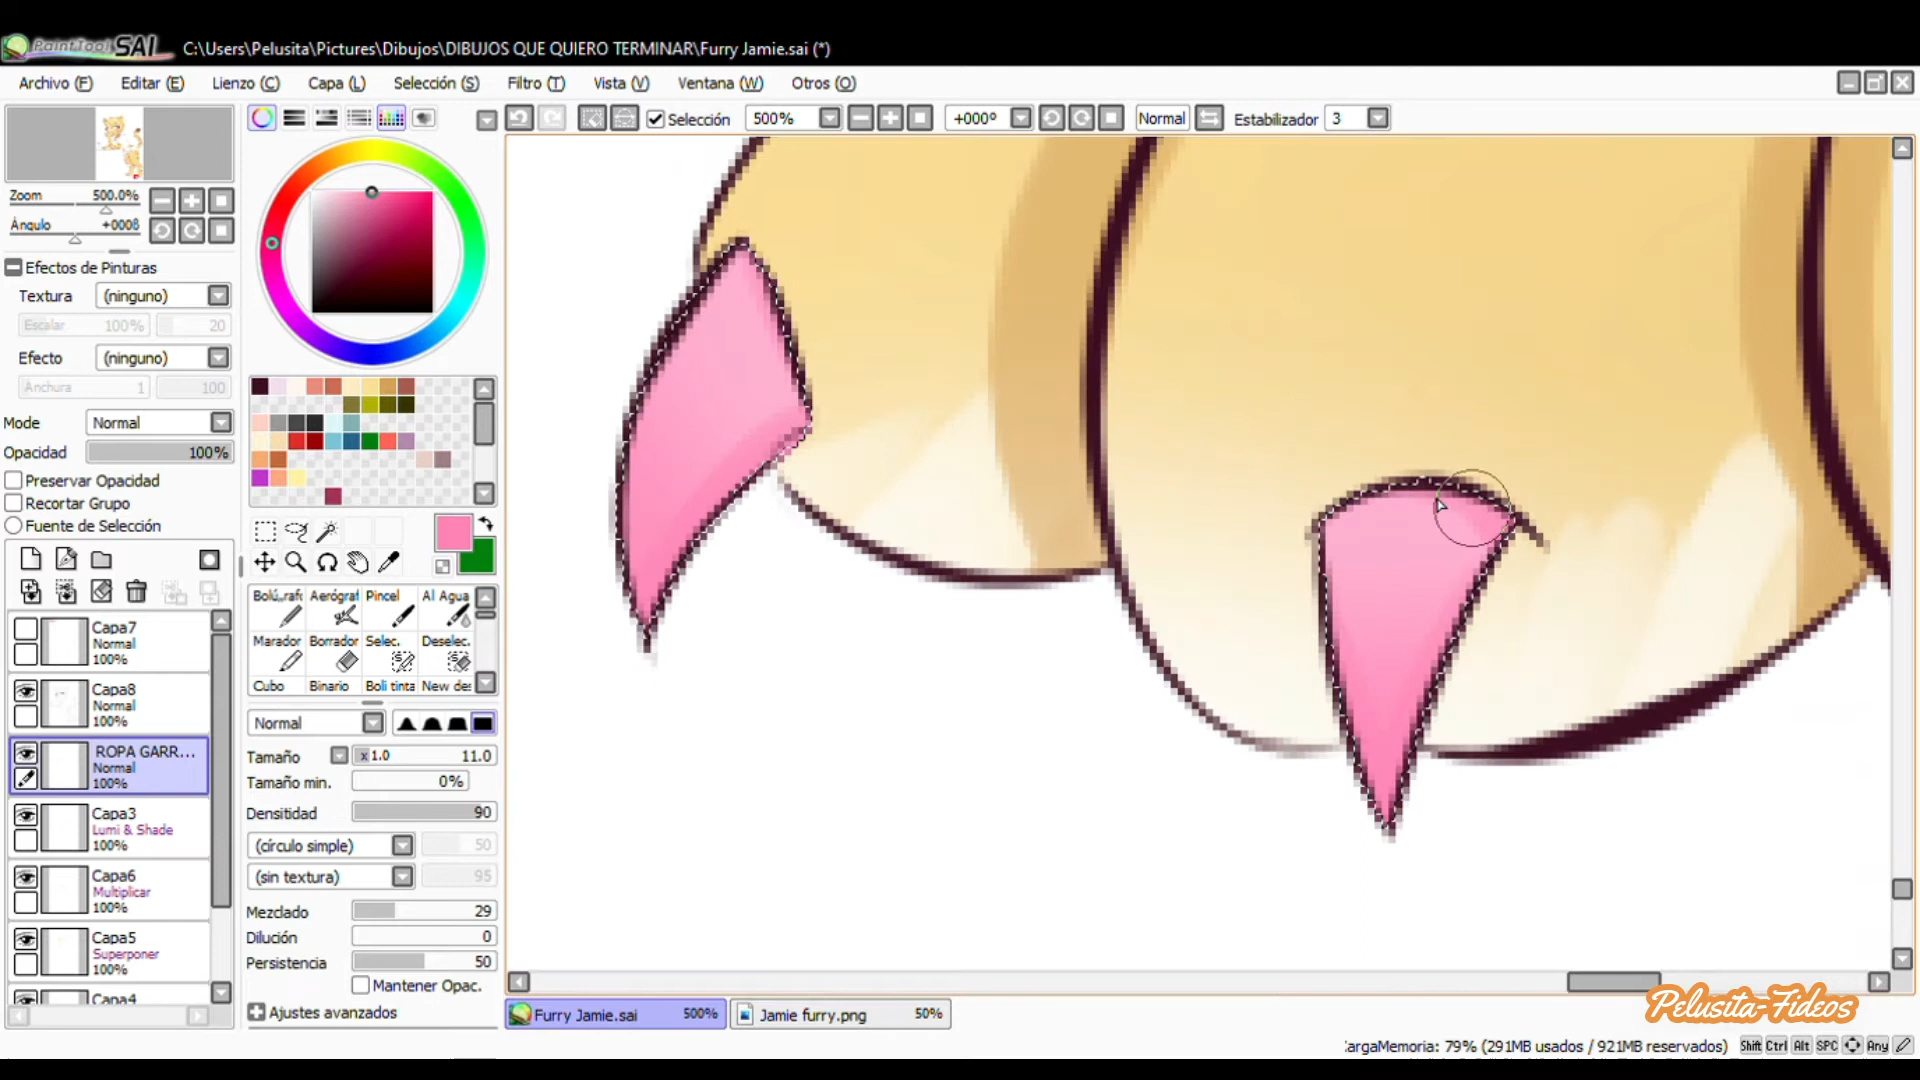 PaintTool SAI C:\Users\Pelusita\Pictures\Dibujos\DIBUJOS QUE QUIERO TERMINAR\Furry Jamie.sai (*)
Archivo (F) Editar (E) Lienzo (C) Capa (L) Selección (S) Filtro (T) Vista (V) Ventana (W) Otros (O)
Selección 500% +000º Normal Estabilizador 3
Zoom 500.0%
Ángulo
Efectos de Pinturas
Textura (ninguno)
Escalar 100% 20
Efecto (ninguno)
Anchura 1 100
Mode Normal
Opacidad 100%
Preservar Opacidad
Recortar Grupo
Fuente de Selección
Capa7
Normal
100%
Capa8
Normal
100%
ROPA GARR...
Normal
100%
Capa3
Lumi & Shade
100%
Capa6
Multiplicar
100%
Capa5
Superponer
100%
Capa4
Aerógraf Pincel Al Agua
Marador Borrador Selec. Deselec.
Cubo Binario Boli tinta New de
Normal
Tamaño x 1.0 11.0
Tamaño min. 0%
Densitidad 90
(círculo simple) 50
(sin textura) 95
Mezclado 29
Dilución 0
Persistencia 50
Mantener Opac.
Ajustes avanzados
Furry Jamie.sai 500% Jamie furry.png 50%
Pelusita-Fideos
CargaMemoria: 79% (291MB usados / 921MB reservados) Shift Ctrl Alt SPC Any